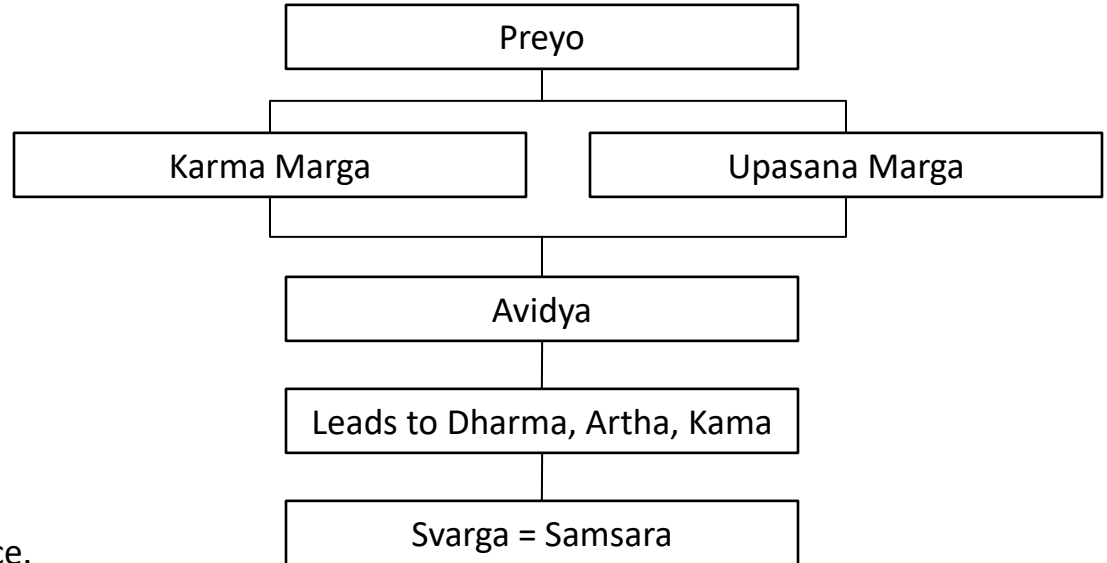 Preyo
Karma Marga
Upasana Marga
Avidya
Leads to Dharma, Artha, Kama
Svarga = Samsara